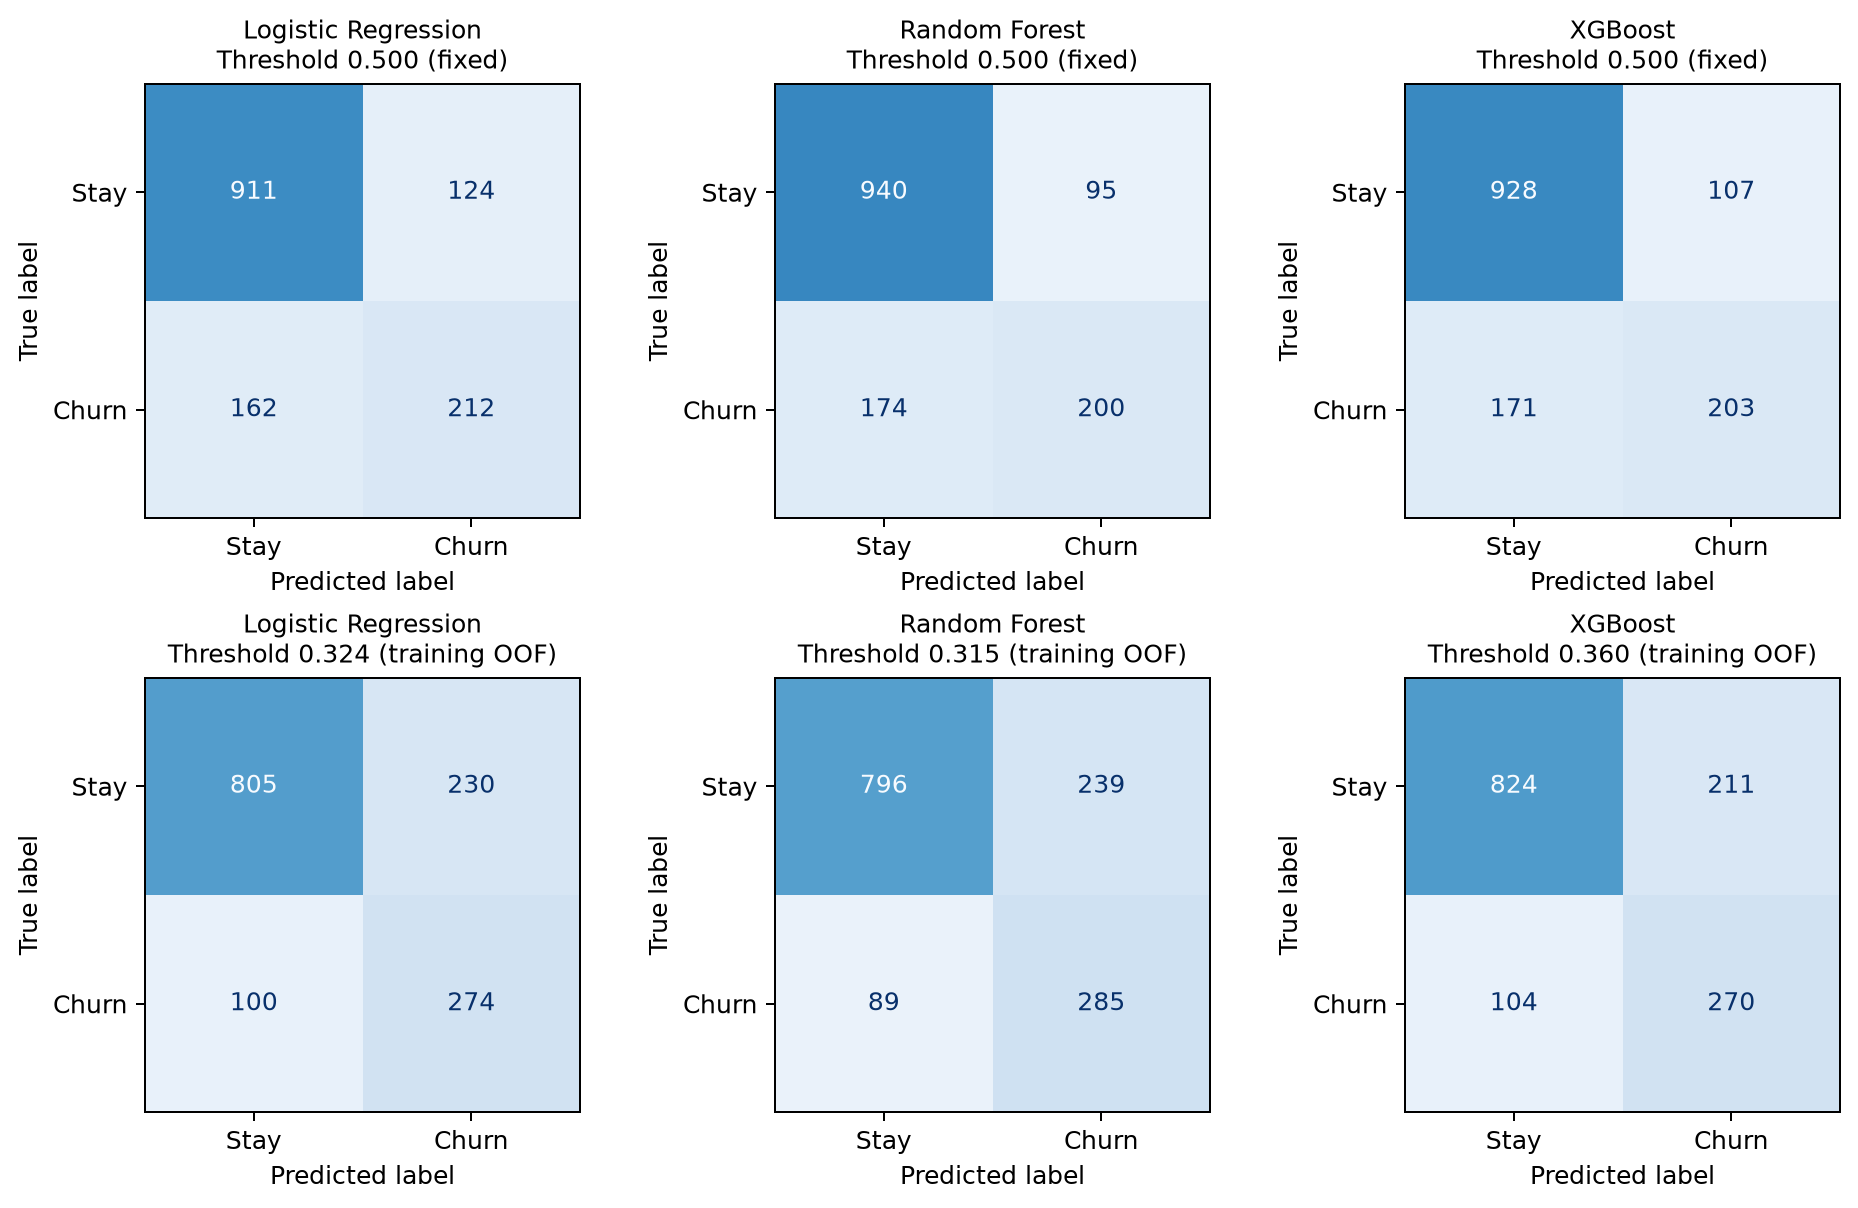 Logistic Regression
Threshold 0.500 (fixed)
Stay
Churn
True label
911
124
162
212
Stay
Churn
Predicted label
Random Forest
Threshold 0.500 (fixed)
Stay
Churn
True label
940
95
174
200
Stay
Churn
Predicted label
XGBoost
Threshold 0.500 (fixed)
Stay
Churn
True label
928
107
171
203
Stay
Churn
Predicted label
Logistic Regression
Threshold 0.324 (training OOF)
Stay
Churn
True label
805
230
100
274
Stay
Churn
Predicted label
Random Forest
Threshold 0.315 (training OOF)
Stay
Churn
True label
796
239
89
285
Stay
Churn
Predicted label
XGBoost
Threshold 0.360 (training OOF)
Stay
Churn
True label
824
211
104
270
Stay
Churn
Predicted label